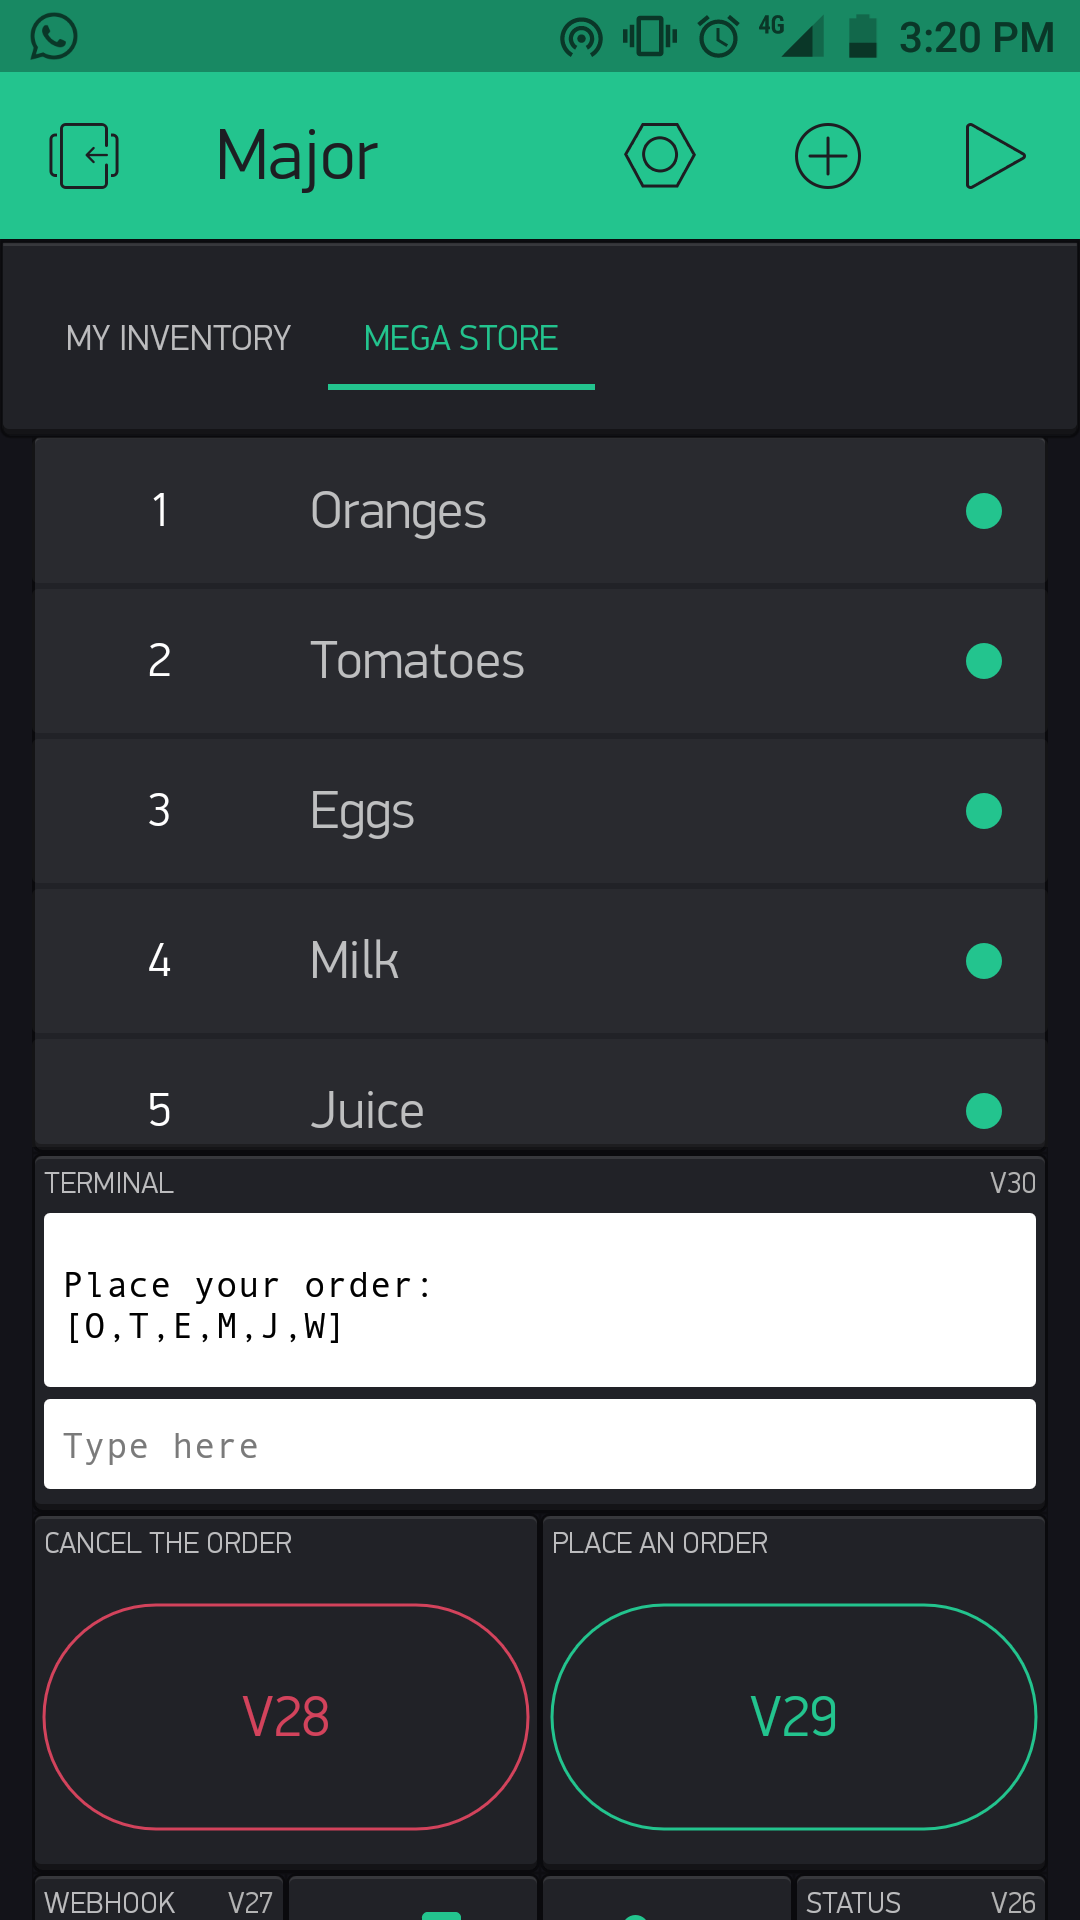 4G 3:20 PM
Major
MY INVENTORY MEGA STORE
1 Oranges
2 Tomatoes
3 Eggs
4 Milk
5 Juice
TERMINAL V30
Place your order:
[O,T,E,M,J,W]
Type here
CANCEL THE ORDER PLACE AN ORDER
V28 V29
WEBHOOK V27 STATUS V26